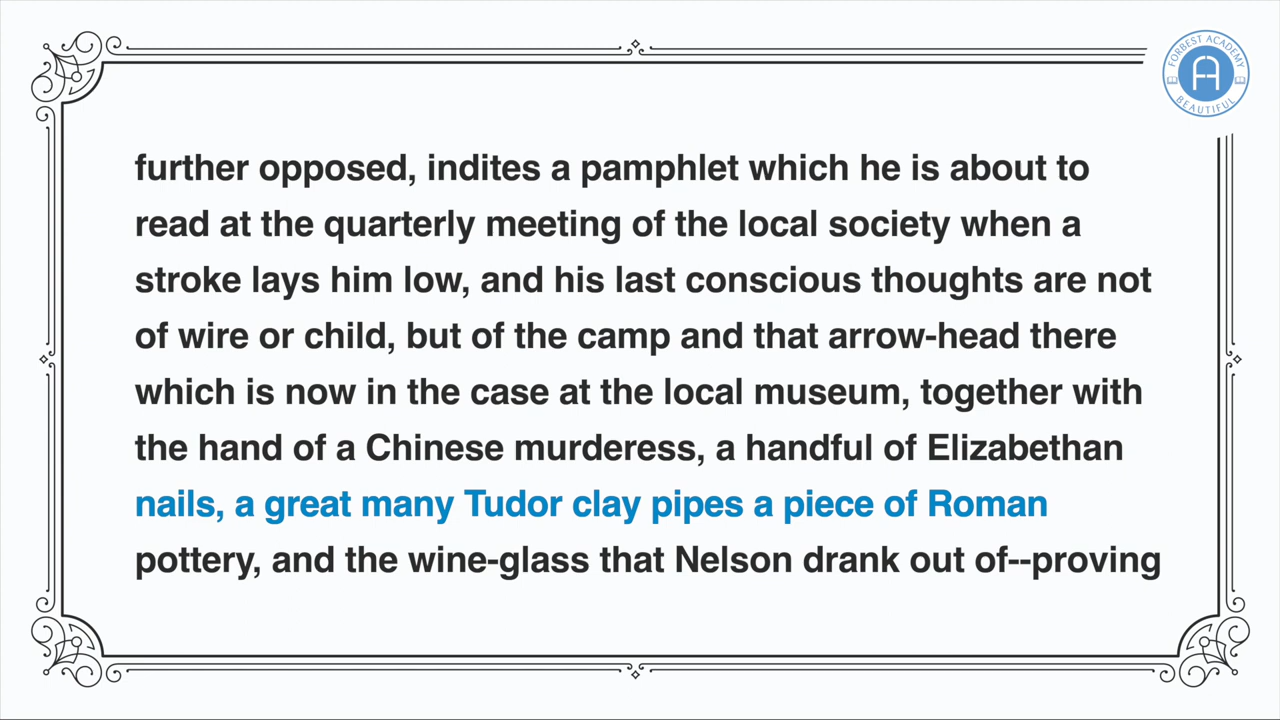 FORBEST ACADEMY
A
BEAUTIFUL
further opposed, indites a pamphlet which he is about to
read at the quarterly meeting of the local society when a
stroke lays him low, and his last conscious thoughts are not
of wire or child, but of the camp and that arrow-head there
which is now in the case at the local museum, together with
the hand of a Chinese murderess, a handful of Elizabethan
nails, a great many Tudor clay pipes a piece of Roman
pottery, and the wine-glass that Nelson drank out of--proving